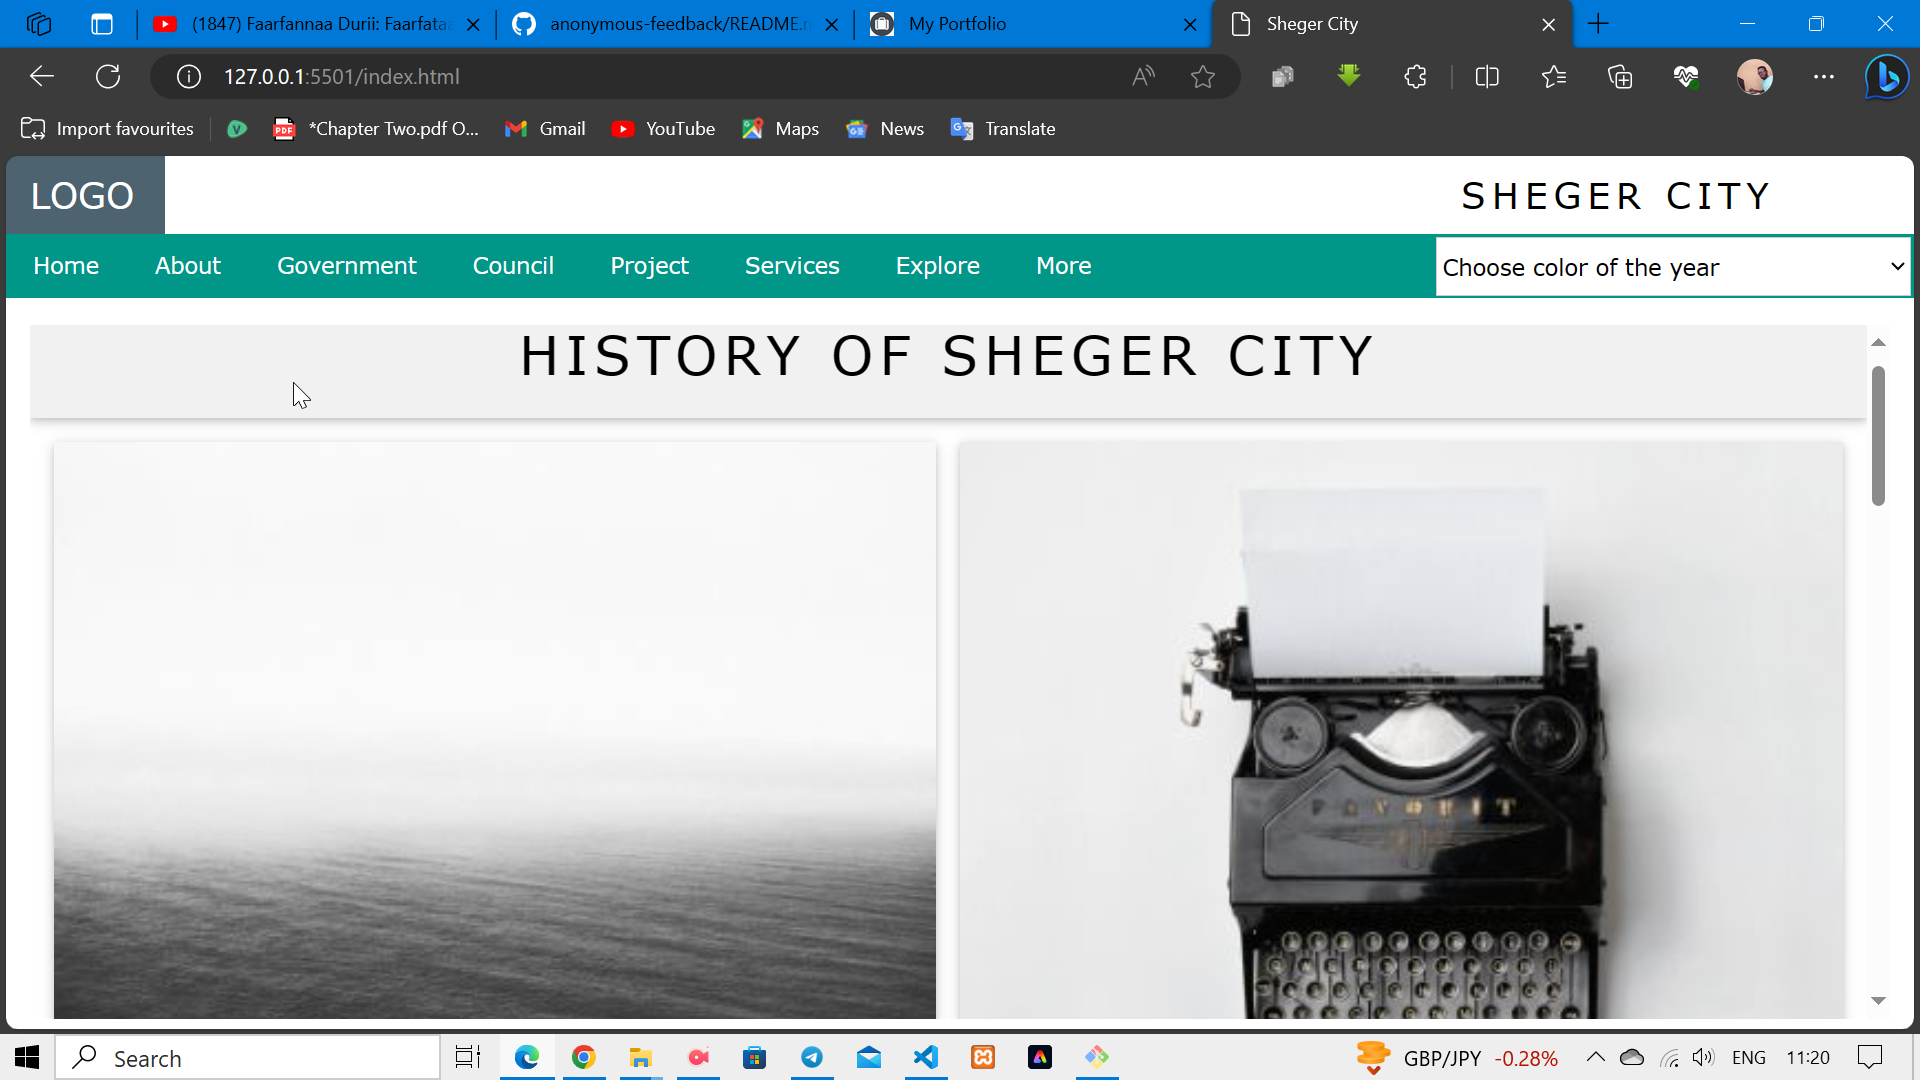 (1847) Faarfannaa Durii: Faarfataa
anonymous-feedback/README.m
My Portfolio
Sheger City
127.0.0.1:5501/index.html
Import favourites
*Chapter Two.pdf O...
Gmail
YouTube
Maps
News
Translate
LOGO
SHEGER CITY
Home About Government Council Project Services Explore More
Choose color of the year
HISTORY OF SHEGER CITY
FAVORIT
Search
GBP/JPY -0.28%
ENG
11:20